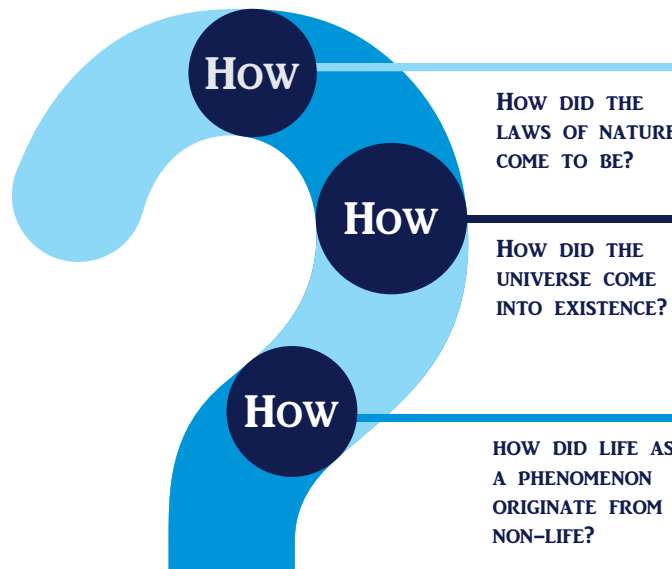 How
How did the
laws of nature
come to be?
How
How did the
universe come
into existence?
How
how did life as
a phenomenon
originate from
non–life?